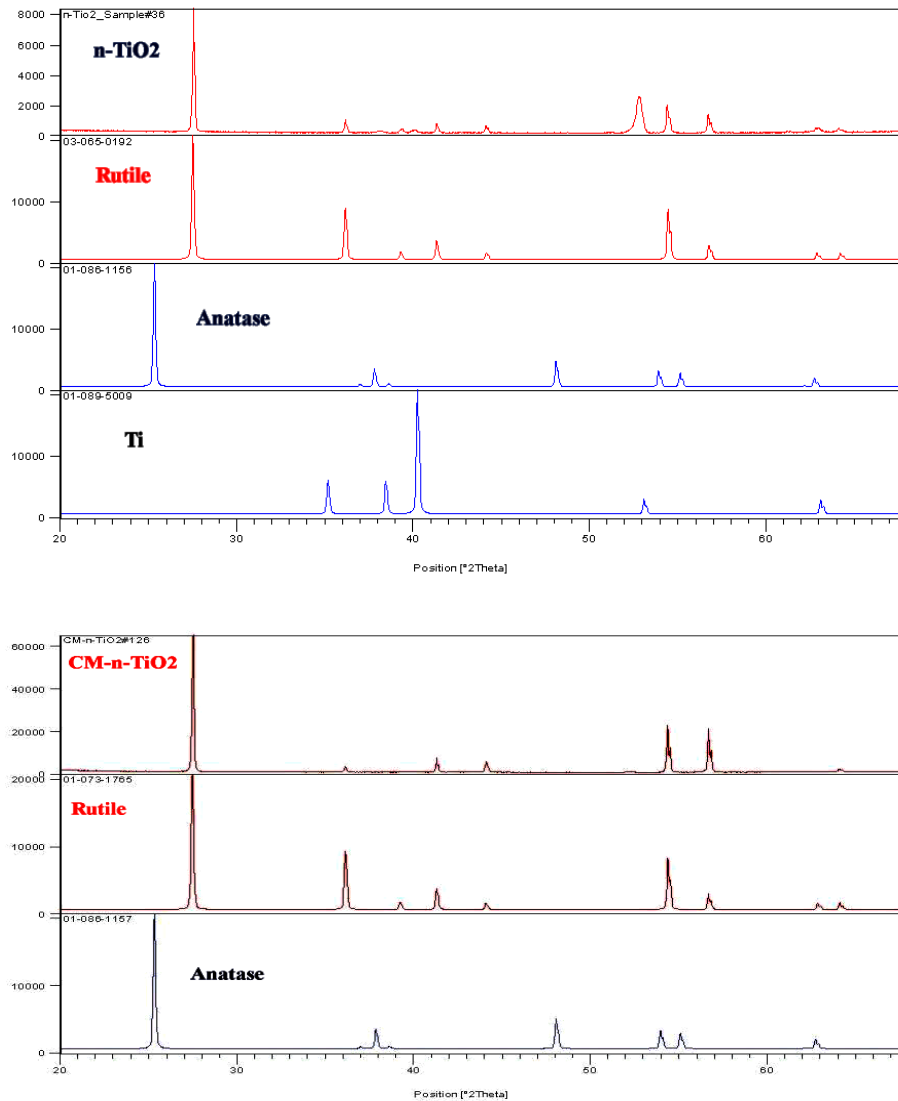 n-Tio2_Sample#36
n-TiO2
8000
6000
4000
2000
0
03-065-0192
Rutile
10000
0
01-086-1156
Anatase
10000
0
01-089-5009
Ti
10000
0
20 30 40 50 60
Position [°2Theta]
CM-n-TiO2#126
CM-n-TiO2
60000
40000
20000
0
01-073-1765
Rutile
20000
10000
0
01-086-1157
Anatase
10000
0
20 30 40 50 60
Position [°2Theta]